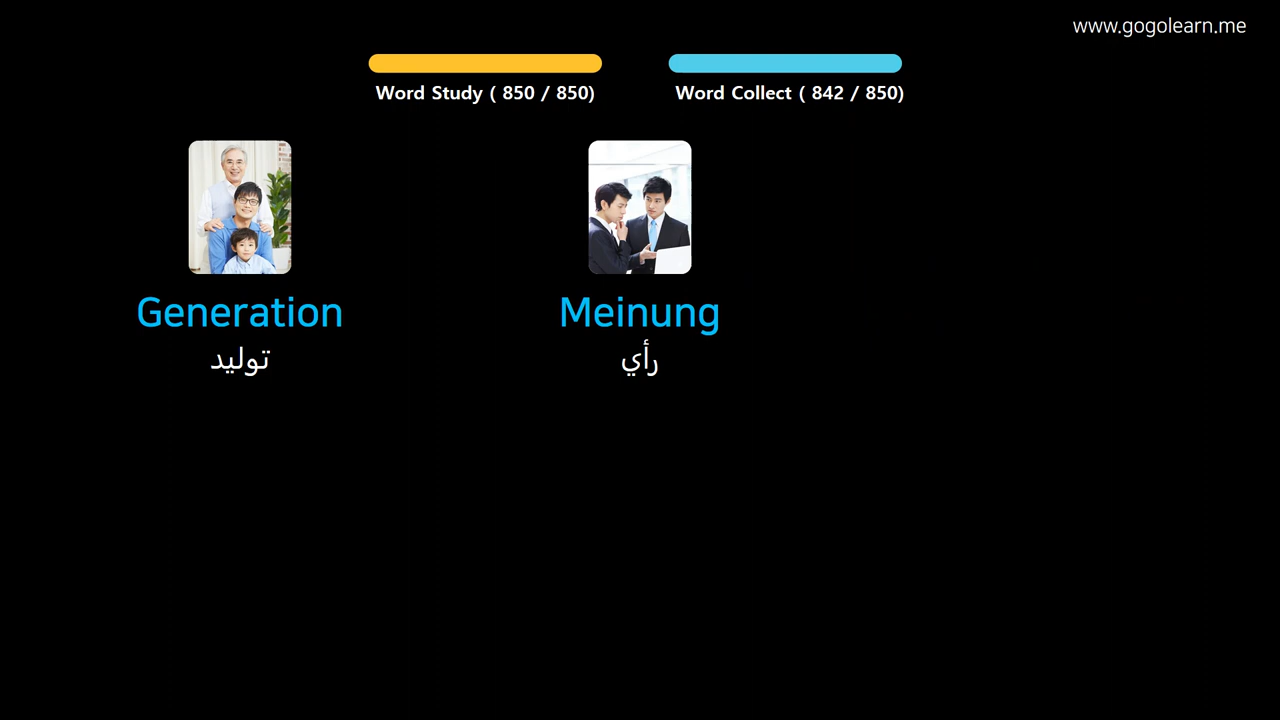 www.gogolearn.me
Word Study ( 850 / 850)
Word Collect ( 842 / 850)
Generation
توليد
Meinung
رأي